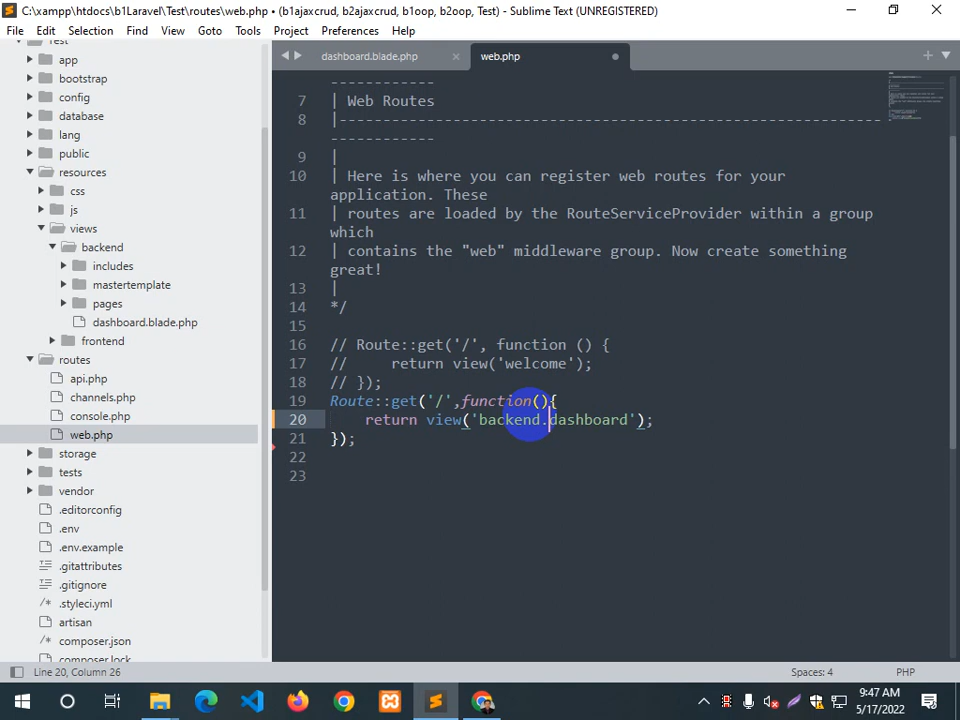 C:\xampp\htdocs\b1Laravel\Test\routes\web.php • (b1ajaxcrud, b2ajaxcrud, b1oop, b2oop, Test) - Sublime Text (UNREGISTERED)
File Edit Selection Find View Goto Tools Project Preferences Help
Test
app
bootstrap
config
database
lang
public
resources
css
js
views
backend
includes
mastertemplate
pages
dashboard.blade.php
frontend
routes
api.php
channels.php
console.php
web.php
storage
tests
vendor
.editorconfig
.env
.env.example
.gitattributes
.gitignore
.styleci.yml
artisan
composer.json
composer.lock
dashboard.blade.php web.php
------------
7 | Web Routes
8 |--------------------------------------------------------------
------------
9 |
10 | Here is where you can register web routes for your
application. These
11 | routes are loaded by the RouteServiceProvider within a group
which
12 | contains the "web" middleware group. Now create something
great!
13 |
14 */
15
16 // Route::get('/', function () {
17 //     return view('welcome');
18 // });
19 Route::get('/',function(){
20     return view('backend.dashboard');
21 });
22
23
Line 20, Column 26 Spaces: 4 PHP
9:47 AM
5/17/2022